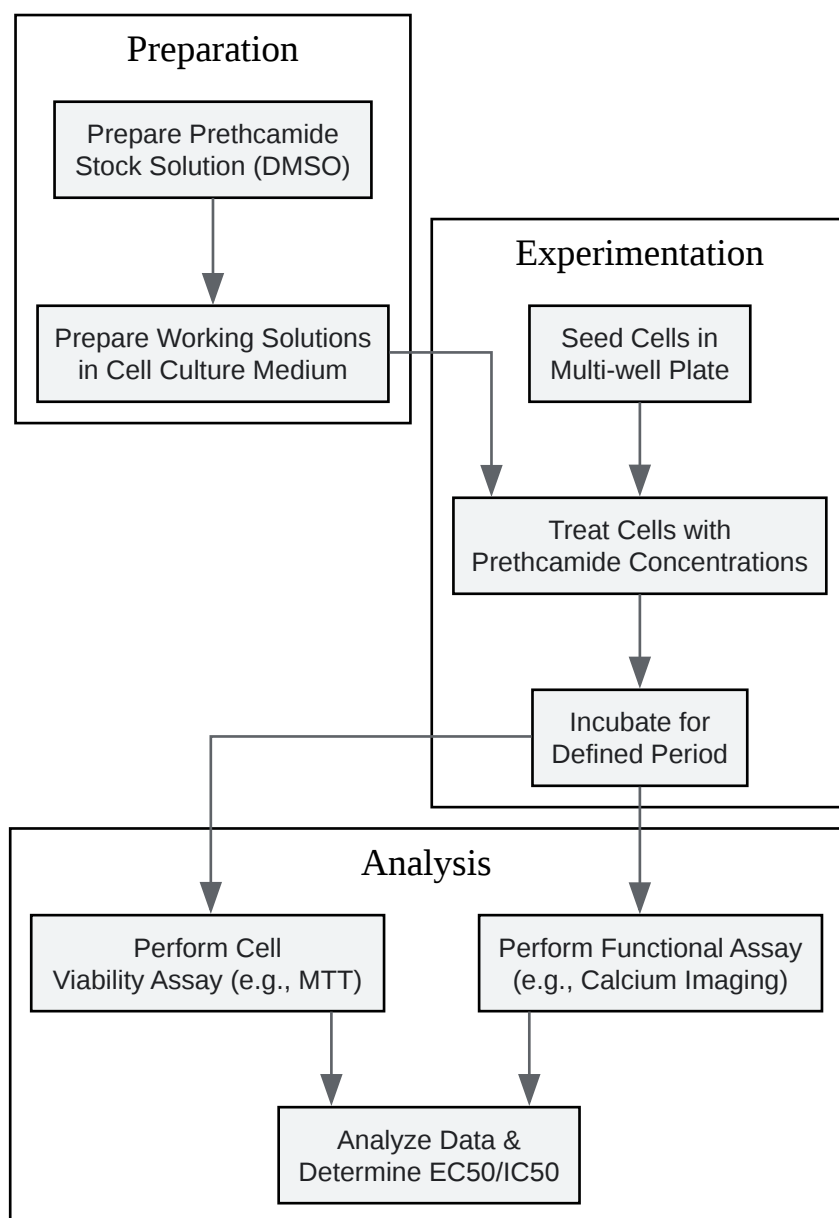 Preparation
Prepare Prethcamide
Stock Solution (DMSO)
Prepare Working Solutions
in Cell Culture Medium
Experimentation
Seed Cells in
Multi-well Plate
Treat Cells with
Prethcamide Concentrations
Incubate for
Defined Period
Analysis
Perform Cell
Viability Assay (e.g., MTT)
Perform Functional Assay
(e.g., Calcium Imaging)
Analyze Data &
Determine EC50/IC50